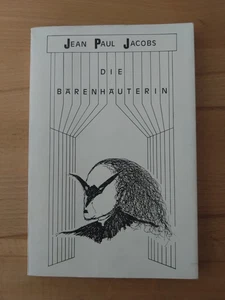 JEAN PAUL JACOBS
DIE
BÄRENHÄUTERIN